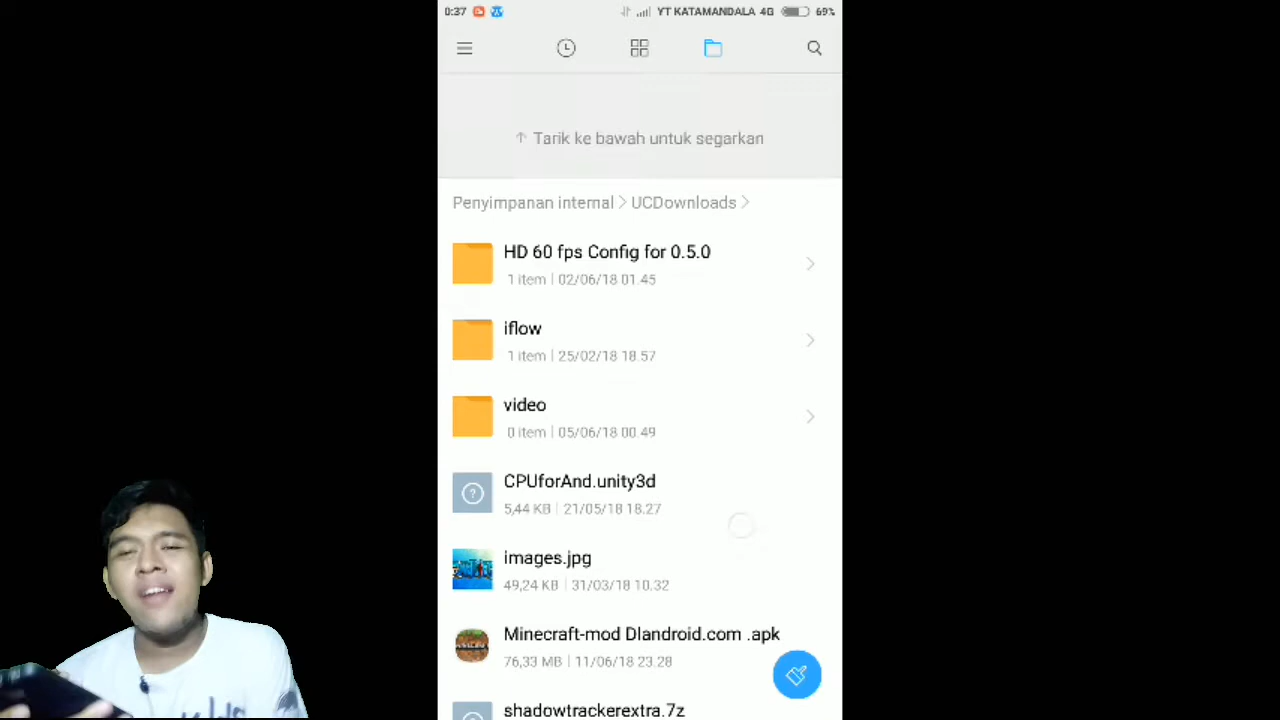 0:37
YT KATAMANDALA 4G 69%
Tarik ke bawah untuk segarkan
Penyimpanan internal > UCDownloads >
HD 60 fps Config for 0.5.0
1 item | 02/06/18 01.45
iflow
1 item | 25/02/18 18.57
video
0 item | 05/06/18 00.49
CPUforAnd.unity3d
5,44 KB | 21/05/18 18.27
images.jpg
49,24 KB | 31/03/18 10.32
Minecraft-mod Dlandroid.com .apk
76,33 MB | 11/06/18 23.28
shadowtrackerextra.7z